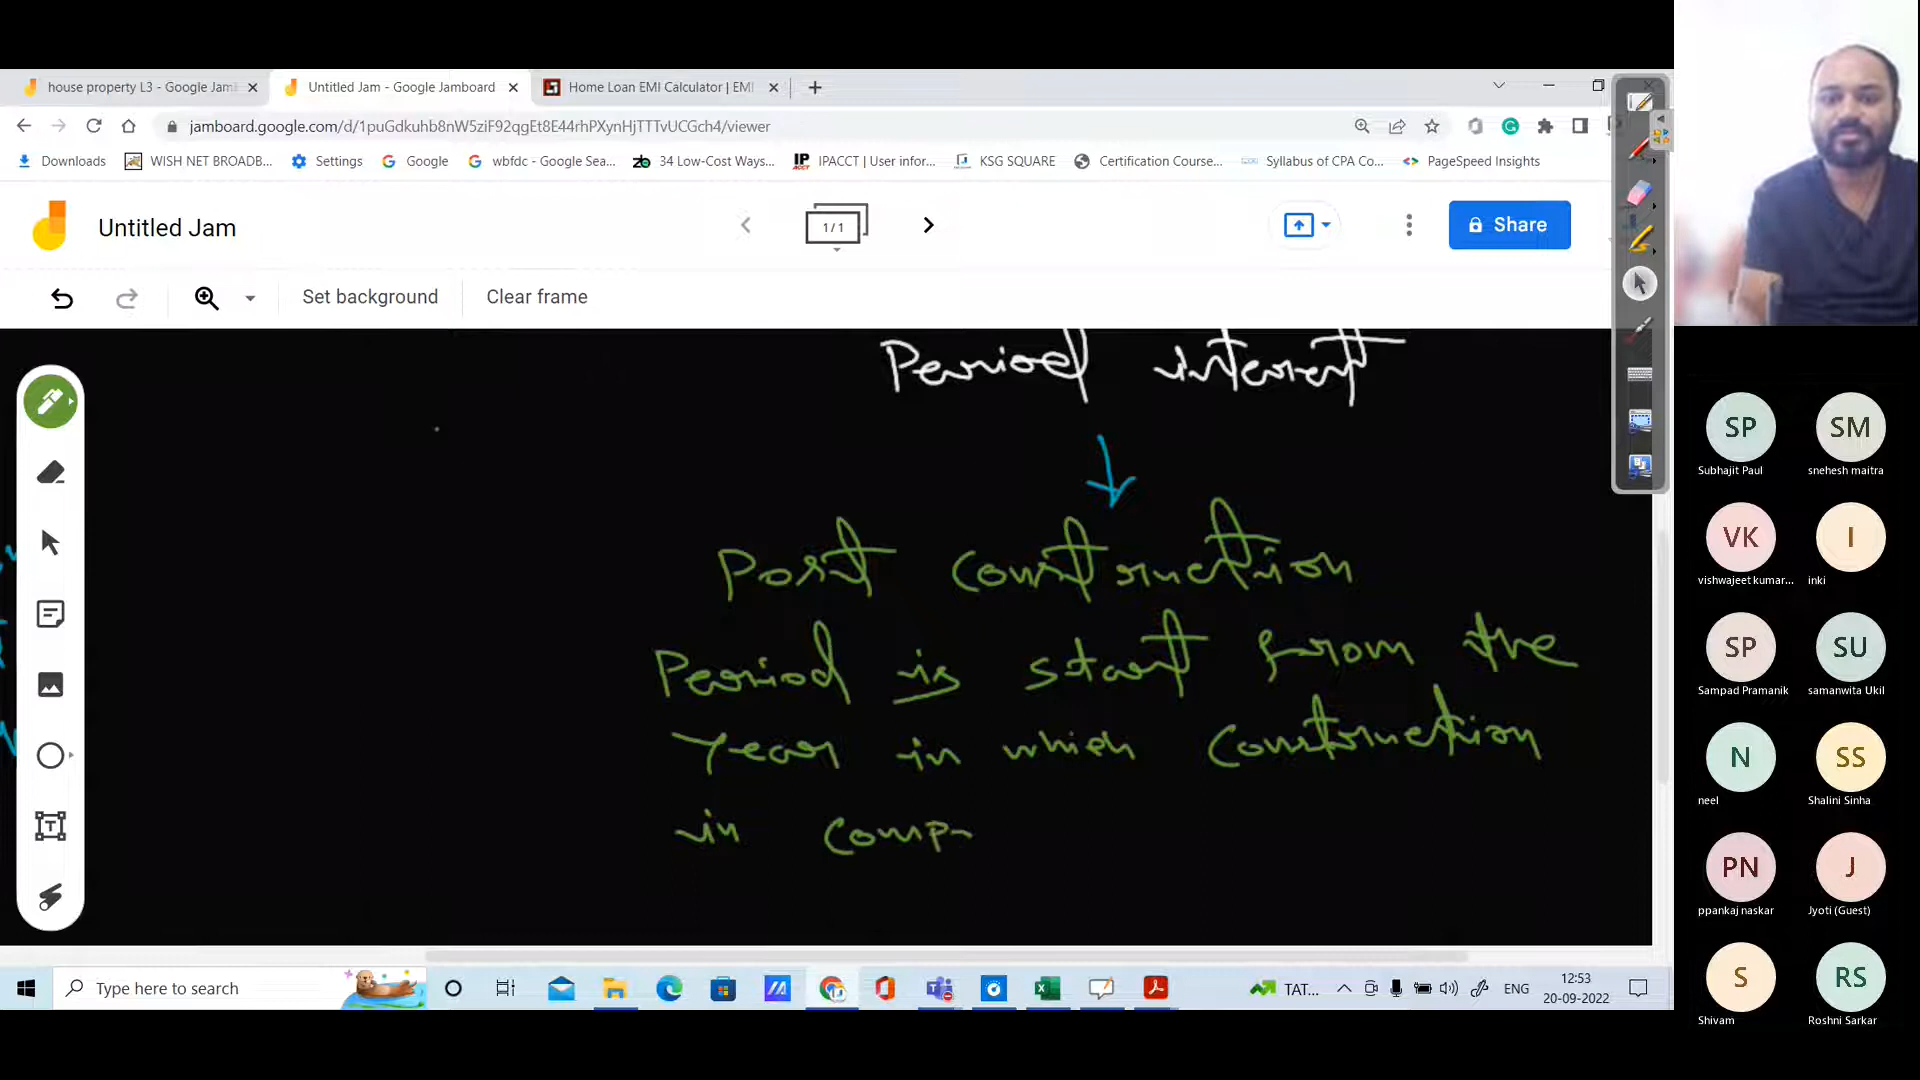 house property L3 - Google Jam
Untitled Jam - Google Jamboard
Home Loan EMI Calculator | EMI
jamboard.google.com/d/1puGdkuhb8nW5ziF92qgEt8E44rhPXynHjTTTvUCGch4/viewer
Downloads WISH NET BROADB... Settings Google wbfdc - Google Sea... 34 Low-Cost Ways... IPACCT | User infor... KSG SQUARE Certification Course... Syllabus of CPA Co... PageSpeed Insights
Untitled Jam
1 / 1
Share
Set background Clear frame
Period interest
Post construction
Period is start from the
year in which construction
in comp
SP SM
Subhajit Paul snehesh maitra
VK I
vishwajeet kumar... inki
SP SU
Sampad Pramanik samanwita Ukil
N SS
neel Shalini Sinha
PN J
ppankaj naskar Jyoti (Guest)
S RS
Shivam Roshni Sarkar
Type here to search
TAT... ENG
12:53
20-09-2022